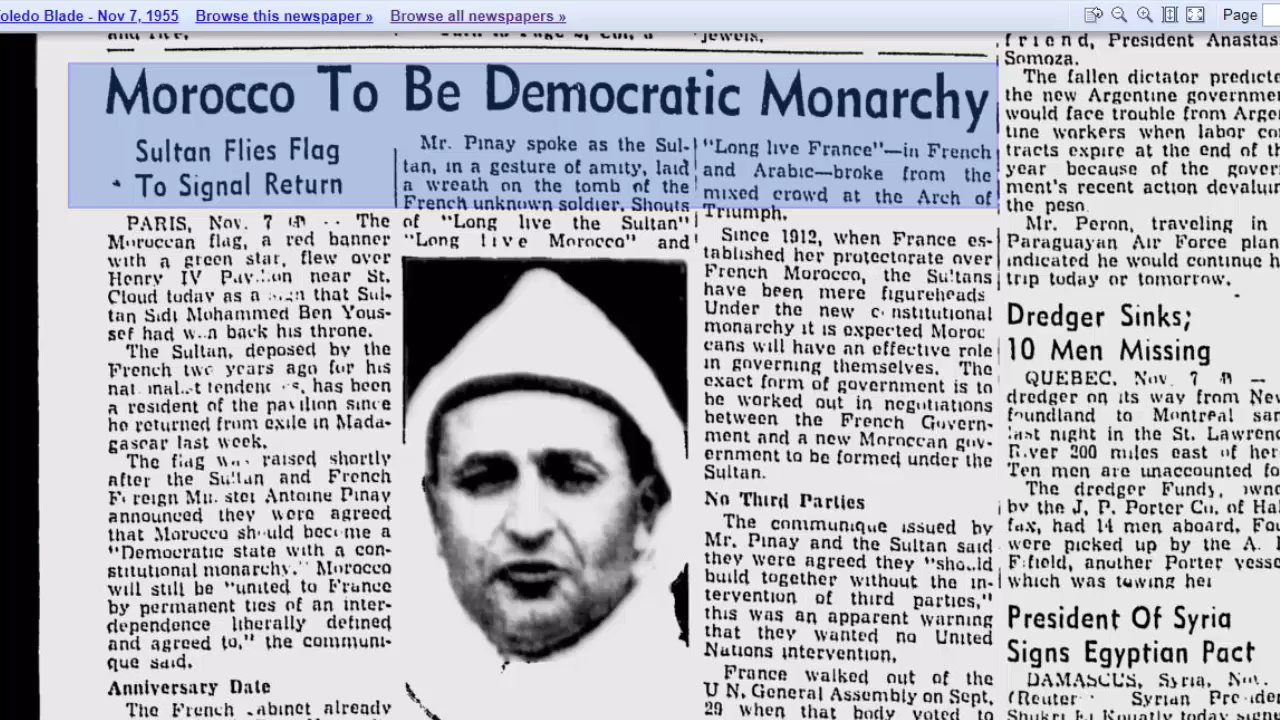 Toledo Blade - Nov 7, 1955 Browse this newspaper » Browse all newspapers » Page
Morocco To Be Democratic Monarchy
Sultan Flies Flag
To Signal Return
PARIS, Nov. 7 The
Moroccan flag, a red banner
with a green star, flew over
Henry IV near St.
Cloud today as a that Sul-
tan Sidi Mohammed Ben Yous-
sef had back his throne.
The Sultan, deposed by the
French two years ago for his
has been
a resident of the pavilion since
he returned from exile in Mada-
gascar last week.
The flag raised shortly
after the Sultan and French
Antoine Pinay
announced they were agreed
that Morocco should become a
"Democratic state with a con-
stitutional monarchy." Morocco
will still be "united to France
by permanent ties of an inter-
dependence liberally defined
and agreed to," the communi-
que said.
Anniversary Date
The French already
Mr. Pinay spoke as the Sul-
tan, in a gesture of amity, laid
a wreath on the tomb of the
French unknown soldier. Shouts
of "Long live the Sultan"
"Long live Morocco" and
jewels.
"Long live France"—in French
and Arabic—broke from the
mixed crowd at the Arch of
Triumph.
Since 1912, when France es-
tablished her protectorate over
French Morocco, the Sultans
have been mere figureheads
Under the new constitutional
monarchy it is expected Moroc
cans will have an effective role
in governing themselves. The
exact form of government is to
be worked out in negotiations
between the French Govern-
ment and a new Moroccan gov-
ernment to be formed under the
Sultan.
No Third Parties
The communique issued by
Mr. Pinay and the Sultan said
they were agreed they "should
build together without the in-
tervention of third parties,"
this was an apparent warning
that they wanted no United
Nations intervention.
France walked out of the
U N. General Assembly on Sept.
29 when that body voted to
friend, President Anastas
Somoza.
The fallen dictator predicte
the new Argentine governmen
would face trouble from Arge
tine workers when labor co
tracts expire at the end of th
year because of the gover
ment's recent action devaluin
the peso.
Mr. Peron, traveling in
Paraguayan Air Force plan
indicated he would continue h
trip today or tomorrow.
Dredger Sinks;
10 Men Missing
QUEBEC, Nov. 7 —
dredger on its way from New
foundland to Montreal san
last night in the St. Lawrenc
River 200 miles east of her
Ten men are unaccounted fo
The dredger Fundy, owne
by the J. P. Porter Co. of Hal
fax, had 14 men aboard. Fou
were picked up by the A.
Fifield, another Porter vesse
which was towing her
President Of Syria
Signs Egyptian Pact
DAMASCUS, Syria, Nov.
(Reuter Syrian
Shukri El Kuatly today